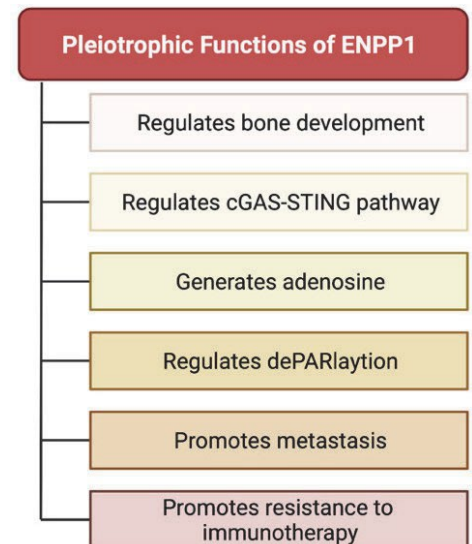 Pleiotrophic Functions of ENPP1
Regulates bone development
Regulates cGAS-STING pathway
Generates adenosine
Regulates dePARlaytion
Promotes metastasis
Promotes resistance to
immunotherapy